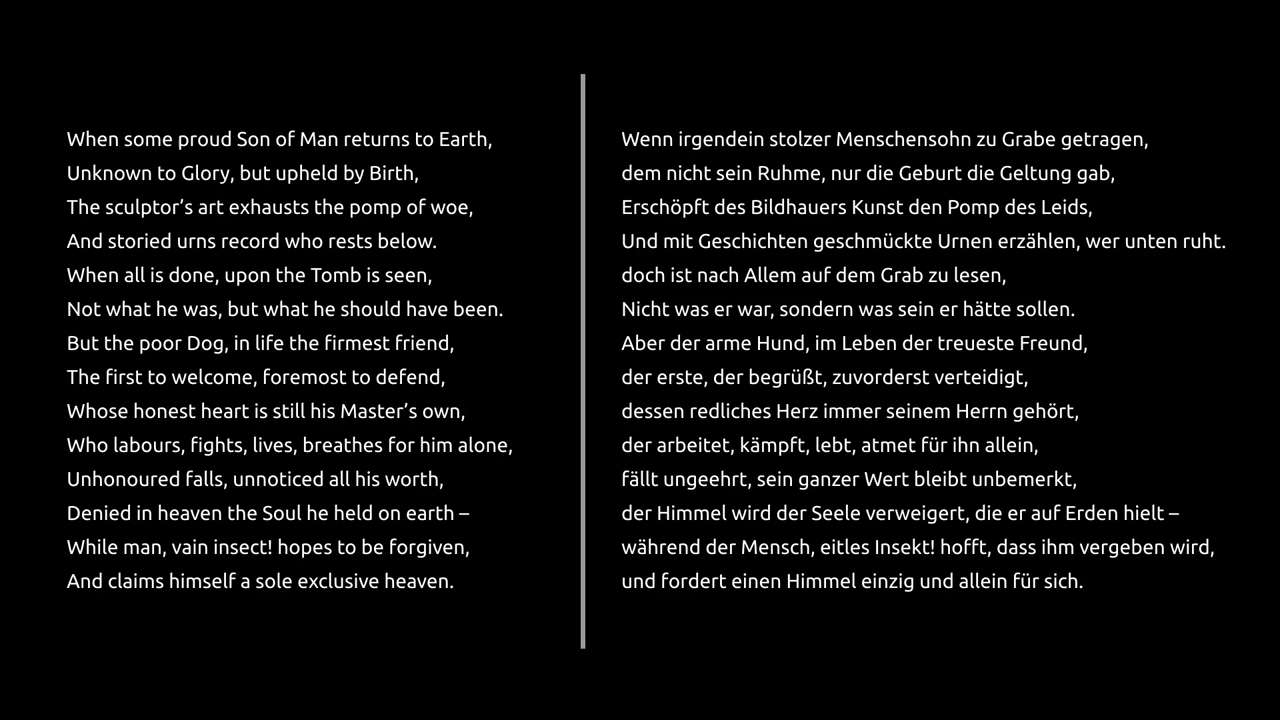 When some proud Son of Man returns to Earth,
Unknown to Glory, but upheld by Birth,
The sculptor’s art exhausts the pomp of woe,
And storied urns record who rests below.
When all is done, upon the Tomb is seen,
Not what he was, but what he should have been.
But the poor Dog, in life the firmest friend,
The first to welcome, foremost to defend,
Whose honest heart is still his Master’s own,
Who labours, fights, lives, breathes for him alone,
Unhonoured falls, unnoticed all his worth,
Denied in heaven the Soul he held on earth –
While man, vain insect! hopes to be forgiven,
And claims himself a sole exclusive heaven.
Wenn irgendein stolzer Menschensohn zu Grabe getragen,
dem nicht sein Ruhme, nur die Geburt die Geltung gab,
Erschöpft des Bildhauers Kunst den Pomp des Leids,
Und mit Geschichten geschmückte Urnen erzählen, wer unten ruht.
doch ist nach Allem auf dem Grab zu lesen,
Nicht was er war, sondern was sein er hätte sollen.
Aber der arme Hund, im Leben der treueste Freund,
der erste, der begrüßt, zuvorderst verteidigt,
dessen redliches Herz immer seinem Herrn gehört,
der arbeitet, kämpft, lebt, atmet für ihn allein,
fällt ungeehrt, sein ganzer Wert bleibt unbemerkt,
der Himmel wird der Seele verweigert, die er auf Erden hielt –
während der Mensch, eitles Insekt! hofft, dass ihm vergeben wird,
und fordert einen Himmel einzig und allein für sich.